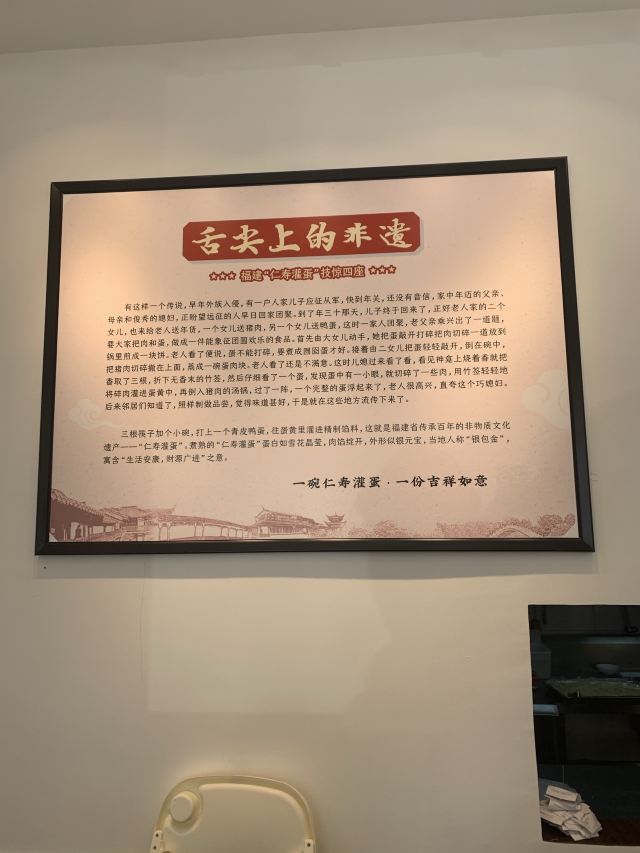 舌尖上的非遗
★★★ 福建“仁寿灌蛋”技惊四座 ★★★
有这样一个传说,早年外族入侵,有一户人家儿子应征从军,快到年关,还没有音信,家中年迈的父亲、
母亲和俊秀的媳妇,正盼望远征的人早日回家团聚,到了年三十那天,儿子终于回来了,正好老人家的二个
女儿,也来给老人送年货,一个女儿送猪肉,另一个女儿送鸭蛋,这时一家人团聚,老父亲乘兴出了一道题,
要大家把肉和蛋,做成一件能象征团圆欢乐的食品。首先由大女儿动手,她把蛋敲开打碎把肉切碎一道放到
锅里煎成一块饼。老人看了便说,蛋不能打碎,要煮成囫囵蛋才好。接着由二女儿把蛋轻轻敲开,倒在碗中,
把猪肉切碎撒在上面,蒸成一碗蛋肉块。老人看了还是不满意。这时儿媳过来看了看,看见神龛上烧着香就把
香取了三根,折下无香末的竹签,然后仔细看了一个蛋,发现蛋中有一小眼,就切碎了一些肉,用竹签轻轻地
将碎肉灌进蛋黄中,再倒入猪肉的汤锅,过了一阵,一个完整的蛋浮起来了,老人很高兴,直夸这个巧媳妇。
后来邻居们知道了,照样制做品尝,觉得味道甚好,于是就在这些地方流传下来了。
三根筷子加个小碗,打上一个青皮鸭蛋,往蛋黄里灌进精制馅料,这就是福建省传承百年的非物质文化
遗产——“仁寿灌蛋”。煮熟的“仁寿灌蛋”蛋白如雪花晶莹,肉馅绽开,外形似银元宝,当地人称“银包金”,
寓含“生活安康,财源广进”之意。
一碗仁寿灌蛋·一份吉祥如意